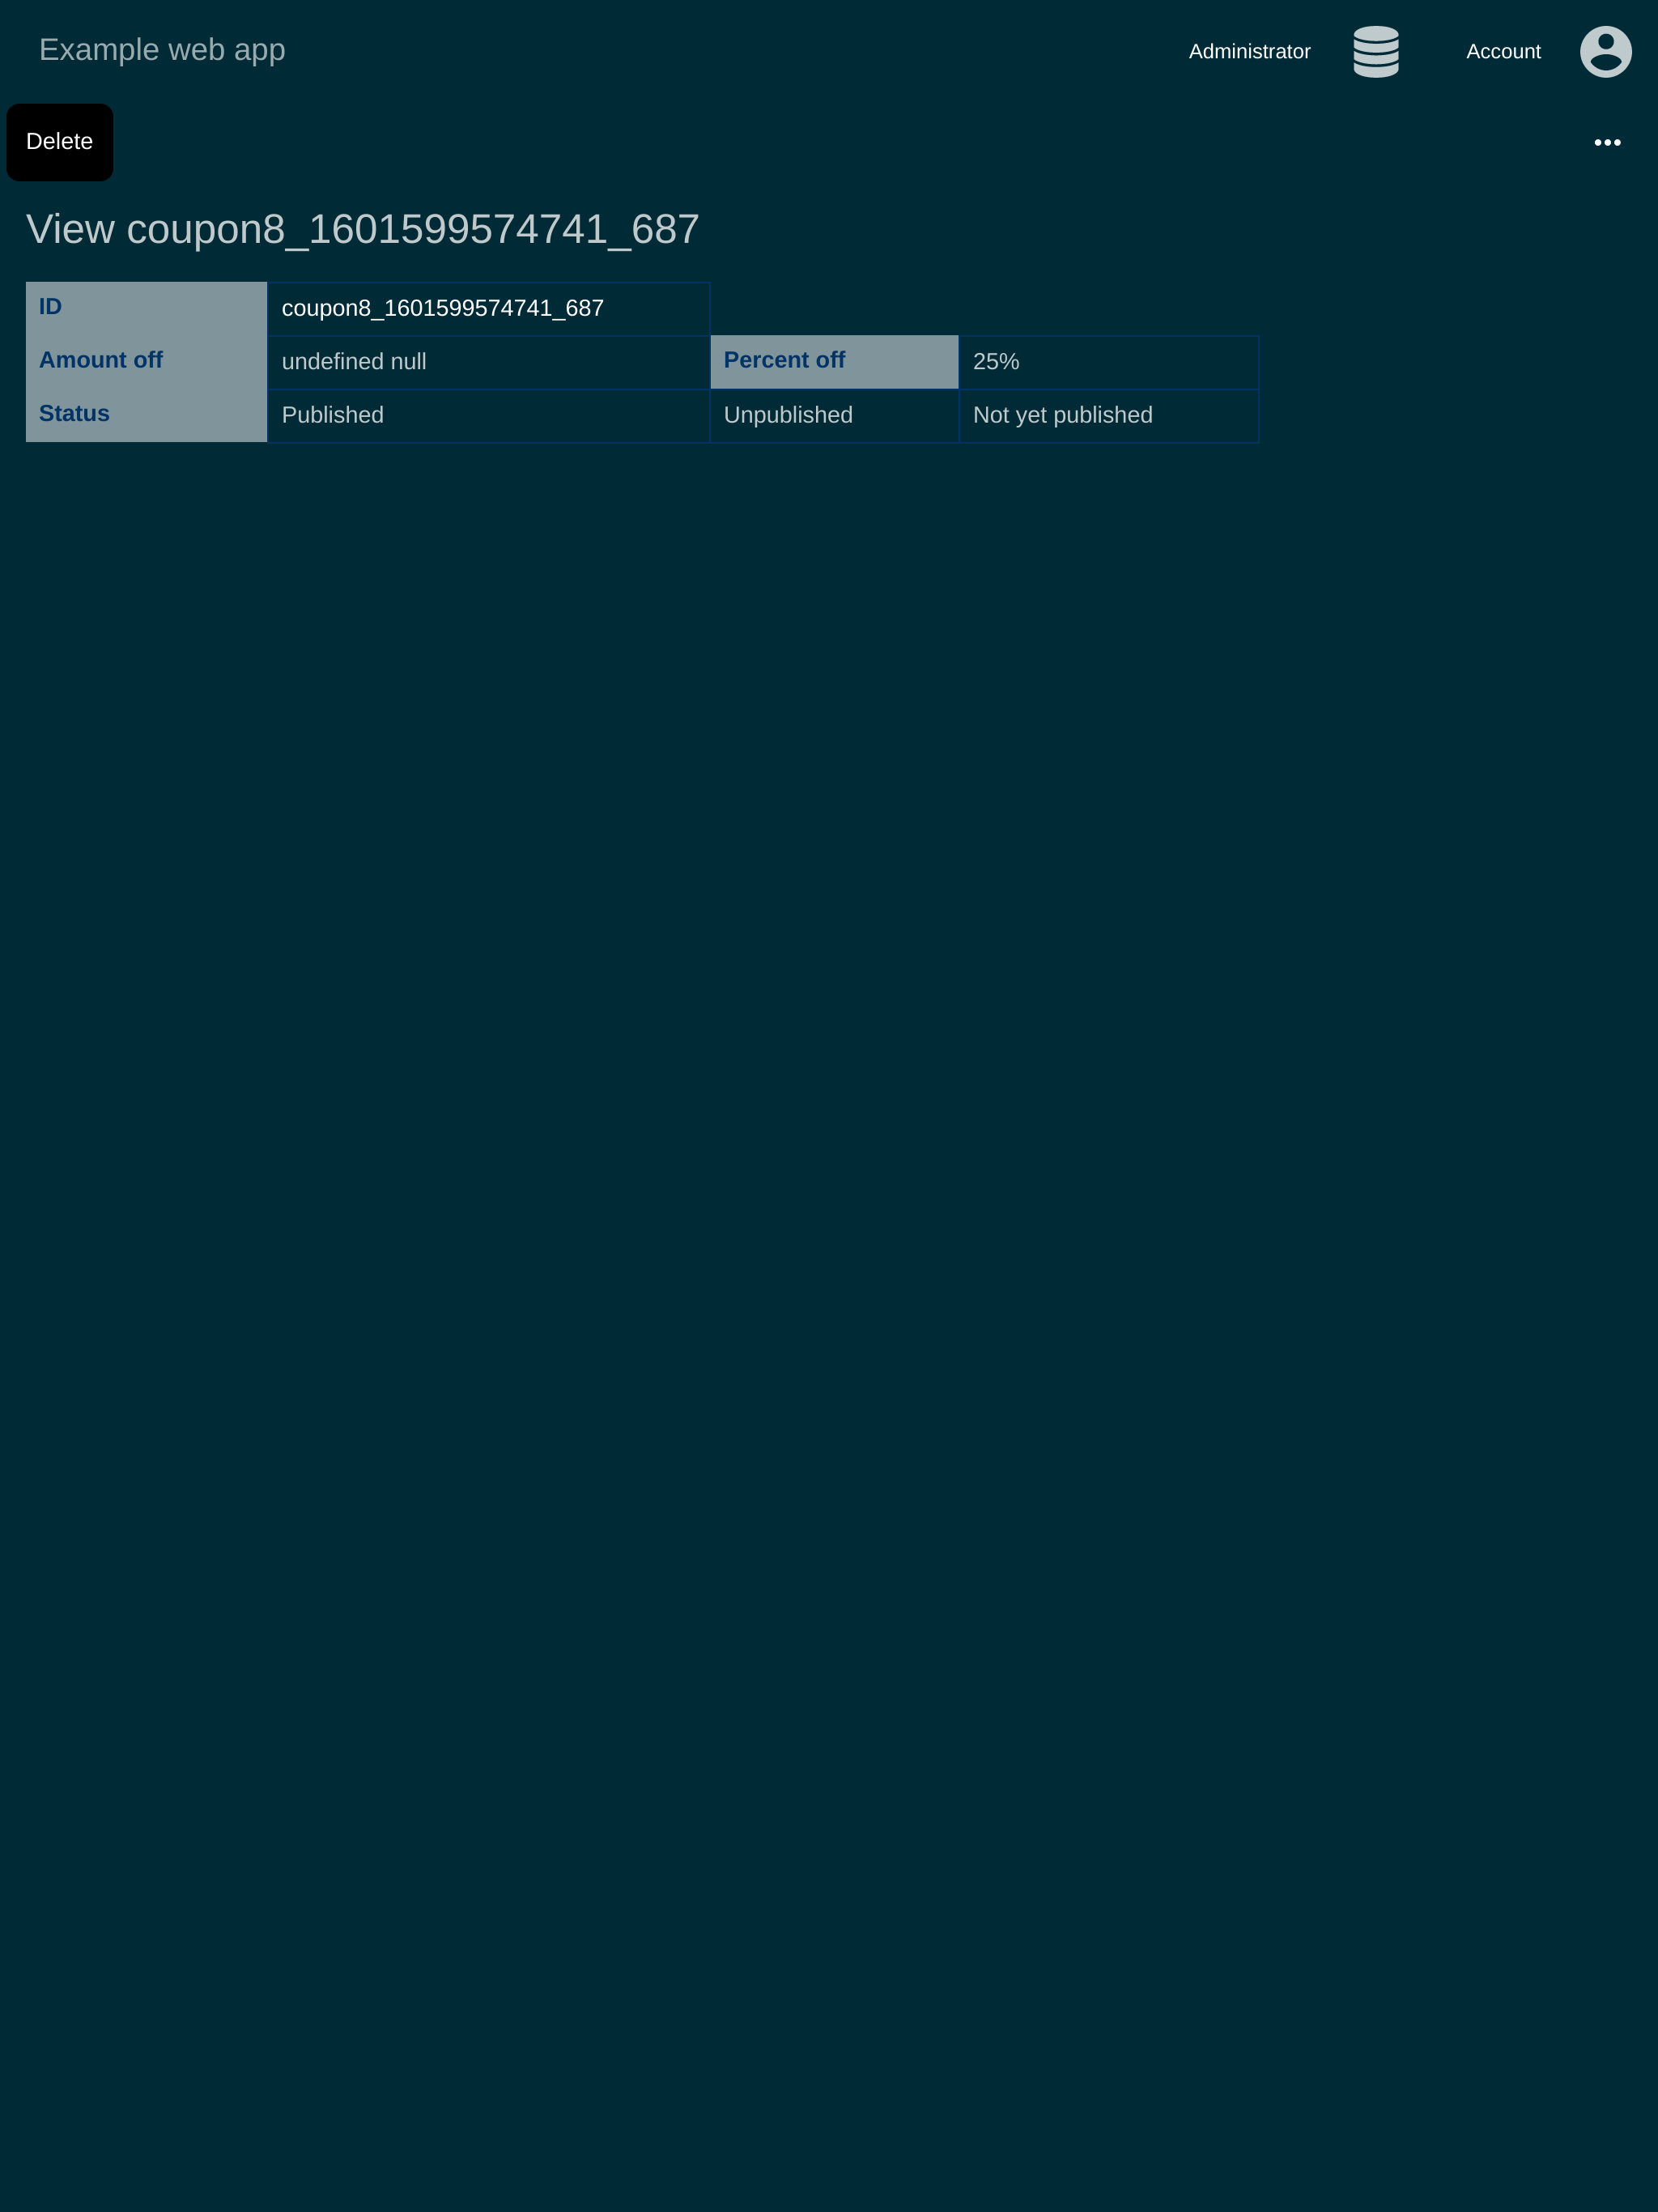 Example web app
Administrator
Account
Delete
View coupon8_1601599574741_687
ID coupon8_1601599574741_687
Amount off undefined null Percent off 25%
Status Published Unpublished Not yet published